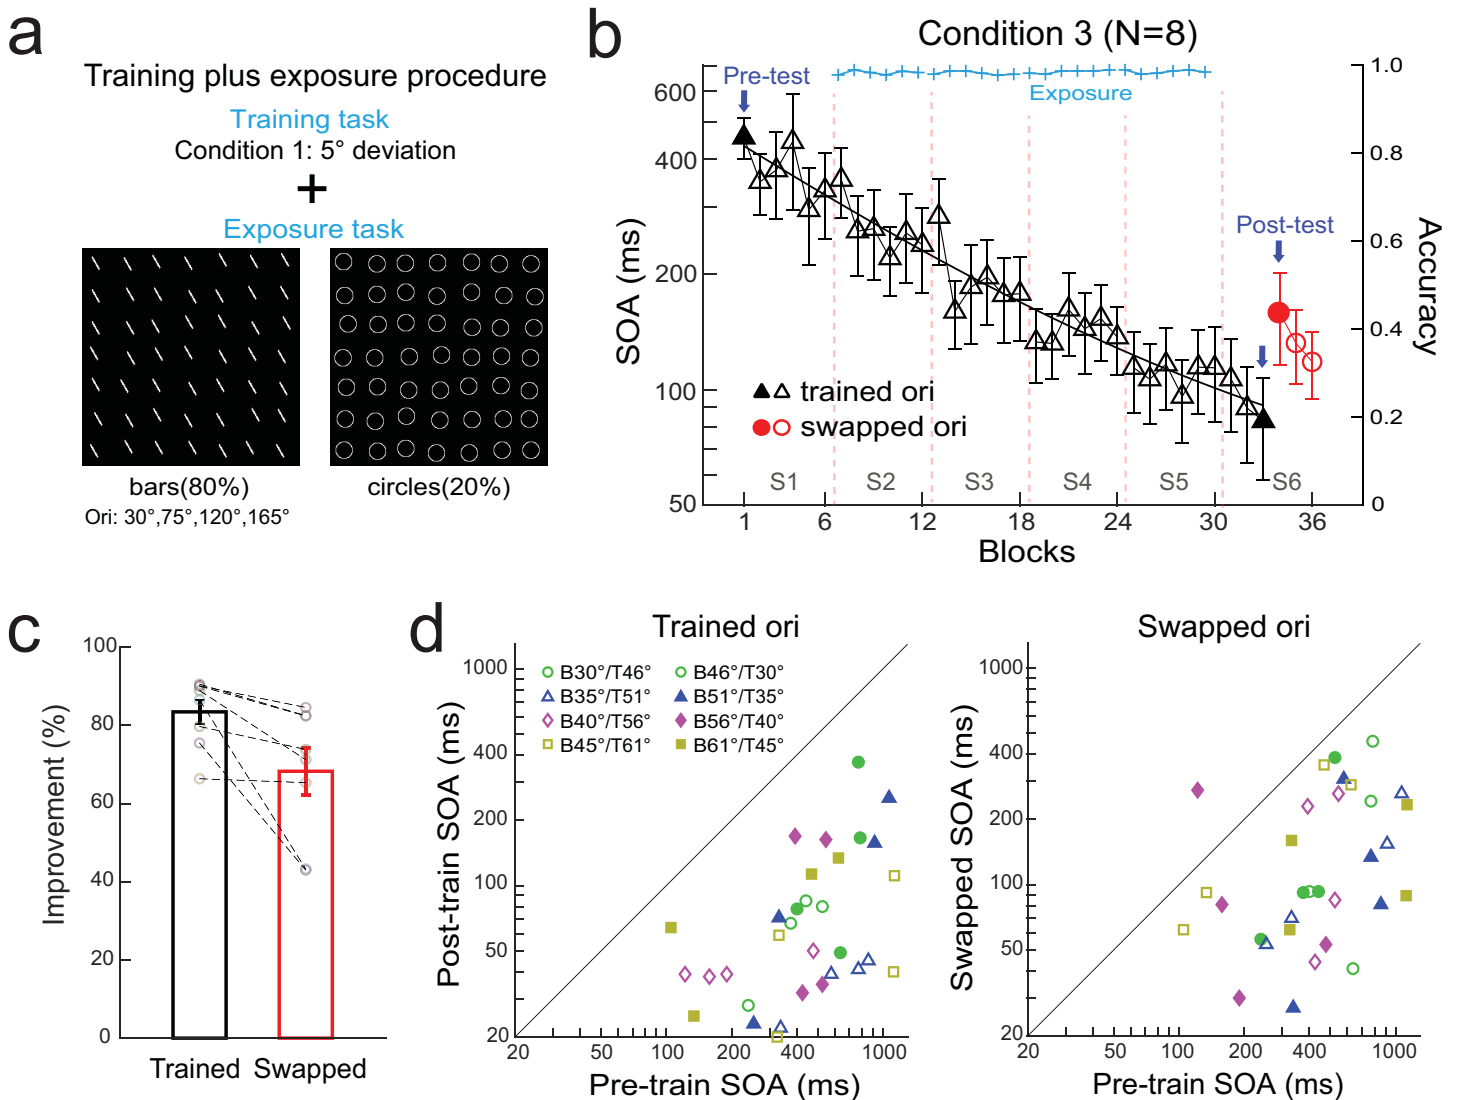 a
Training plus exposure procedure
Training task
Condition 1: 5° deviation
+
Exposure task
bars(80%)
circles(20%)
Ori: 30°,75°,120°,165°
b
Condition 3 (N=8)
Pre-test
Exposure
Post-test
SOA (ms)
600
400
200
100
50
Accuracy
1.0
0.8
0.6
0.4
0.2
0
trained ori
swapped ori
S1 S2 S3 S4 S5 S6
1 6 12 18 24 30 36
Blocks
c
Improvement (%)
100
80
60
40
20
0
Trained Swapped
d
Trained ori
B30°/T46° B46°/T30°
B35°/T51° B51°/T35°
B40°/T56° B56°/T40°
B45°/T61° B61°/T45°
Post-train SOA (ms)
1000
400
200
100
50
20
20 50 100 200 400 1000
Pre-train SOA (ms)
Swapped ori
Swapped SOA (ms)
1000
400
200
100
50
20
20 50 100 200 400 1000
Pre-train SOA (ms)